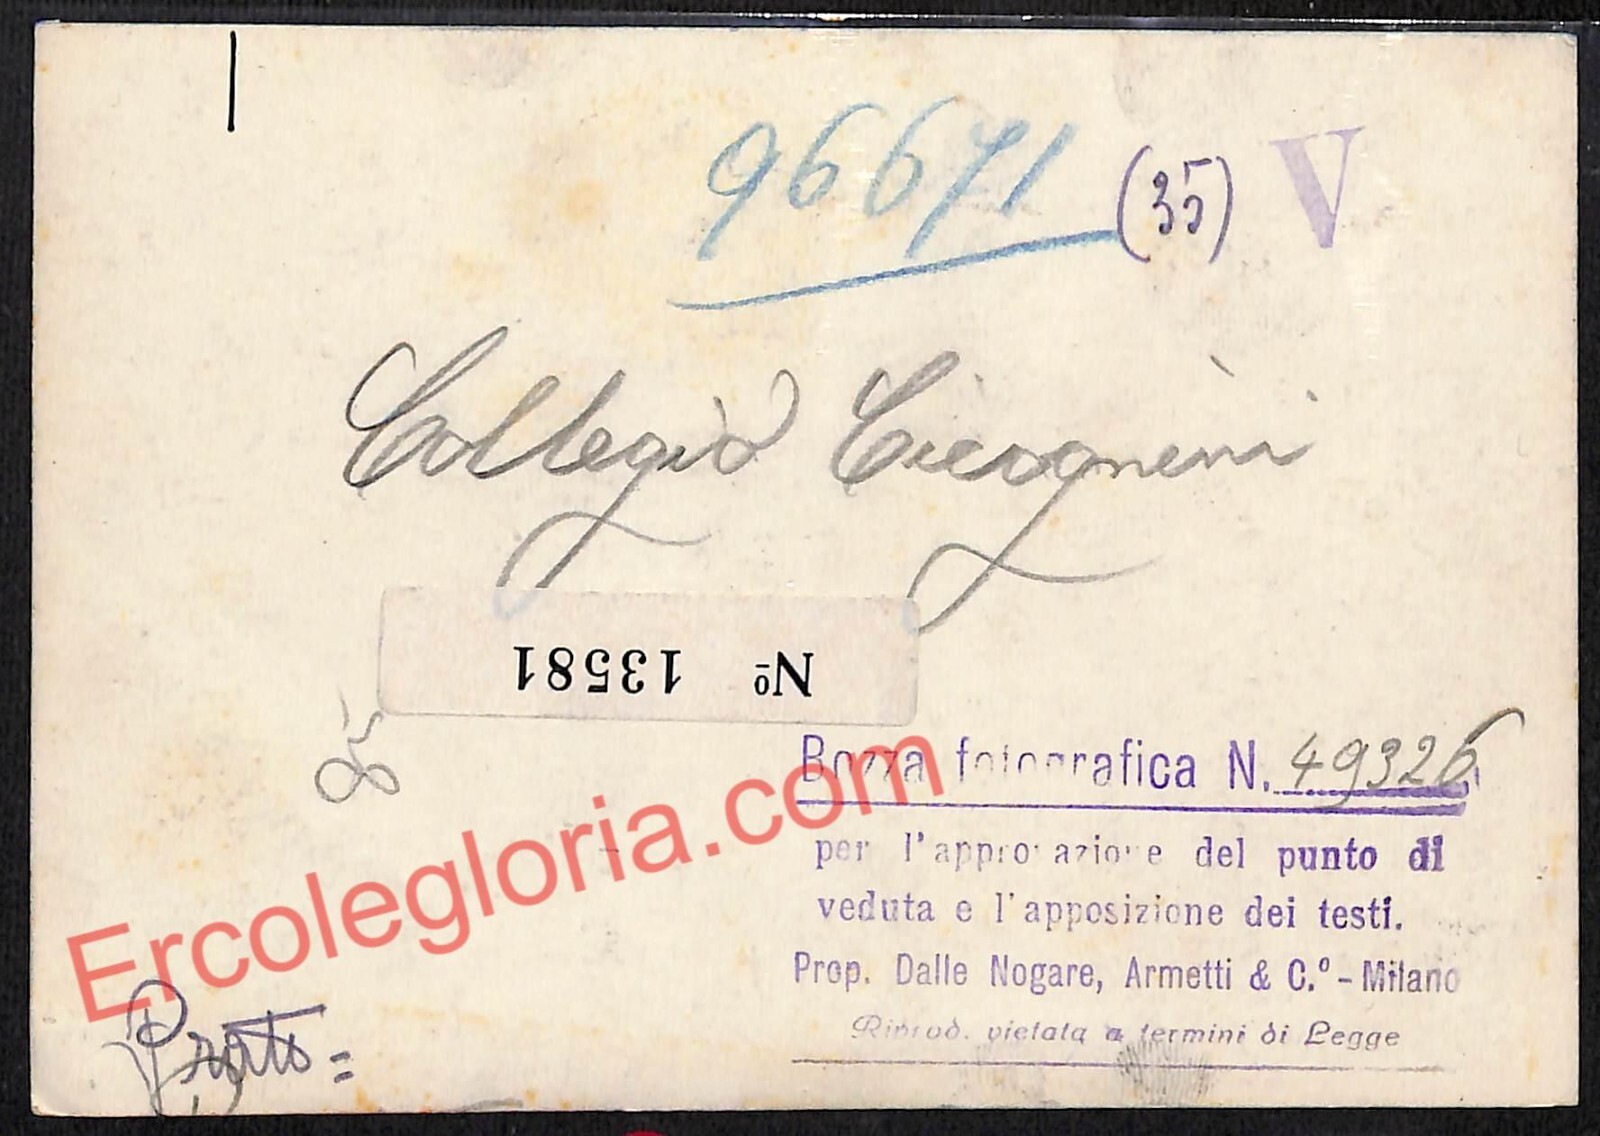 96671 (35) V
Collegio Cicognini
Nº 13581
Bozza fotografica N. 49326
per l'approvazione del punto di
veduta e l'apposizione dei testi.
Prop. Dalle Nogare, Armetti & C.º - Milano
Riprod. vietata a termini di Legge
Prato =
Ercolegloria.com